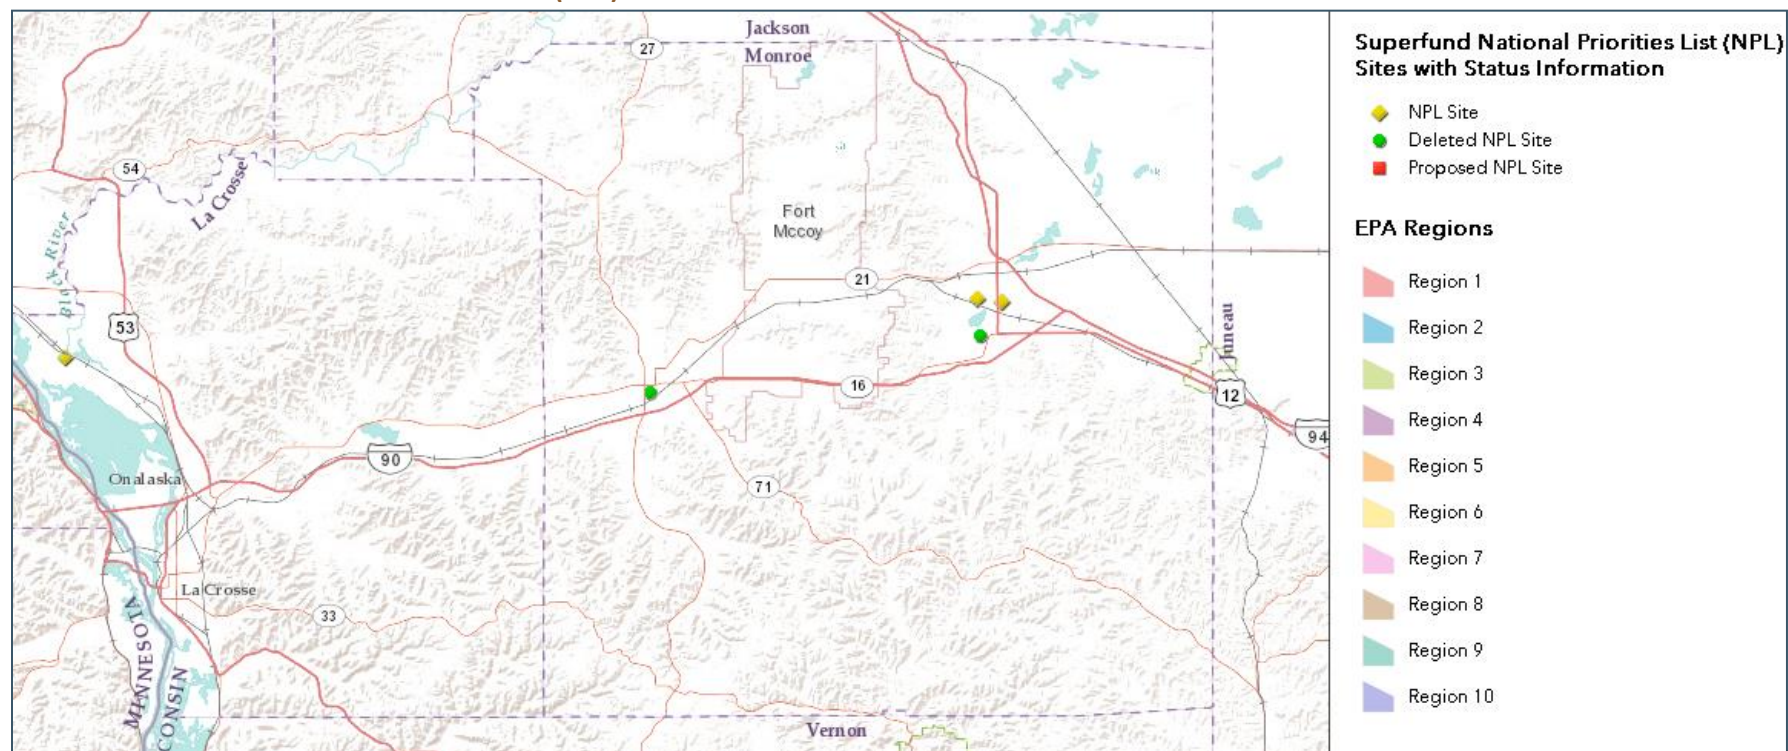 Jackson
Monroe
27
54
La Crosse
Black River
Fort
Mccoy
21
53
Juneau
16
12
94
90
Onalaska
71
La Crosse
33
MINNESOTA
CONSIN
Vernon
Superfund National Priorities List (NPL)
Sites with Status Information
NPL Site
Deleted NPL Site
Proposed NPL Site
EPA Regions
Region 1
Region 2
Region 3
Region 4
Region 5
Region 6
Region 7
Region 8
Region 9
Region 10